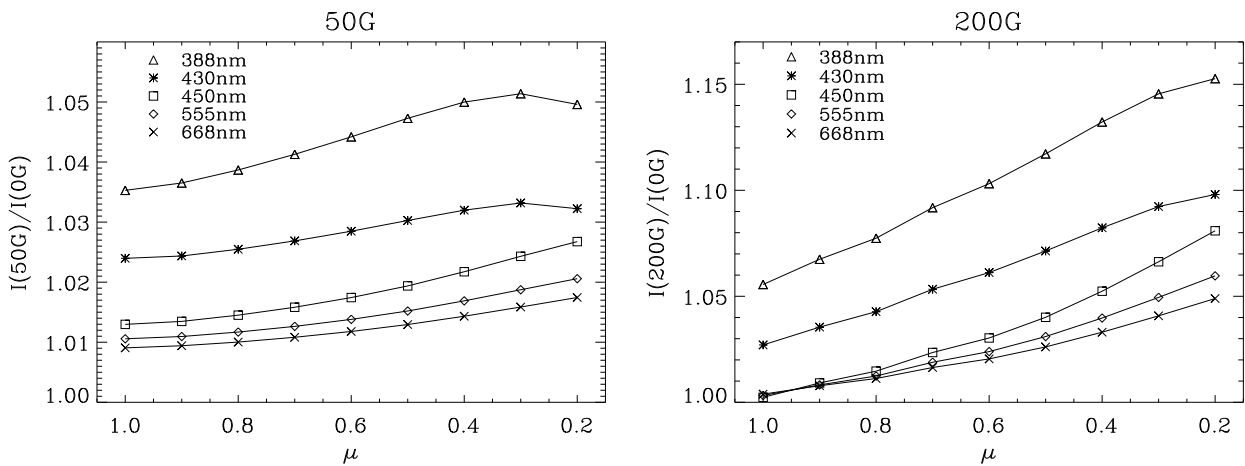 50G
388nm
430nm
450nm
555nm
668nm
1.05
1.04
1.03
1.02
1.01
1.00
I(50G)/I(0G)
1.0 0.8 0.6 0.4 0.2
μ
200G
388nm
430nm
450nm
555nm
668nm
1.15
1.10
1.05
1.00
I(200G)/I(0G)
1.0 0.8 0.6 0.4 0.2
μ